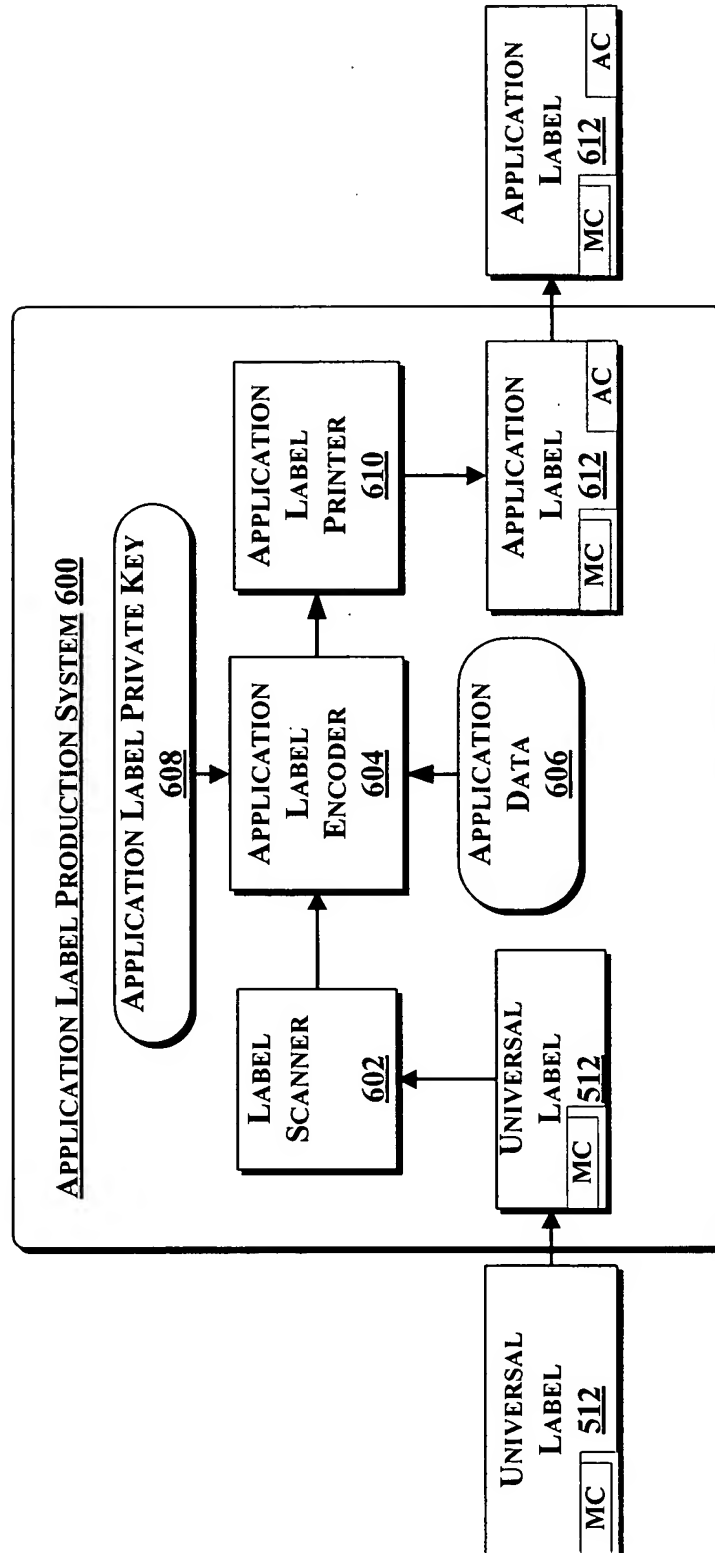 APPLICATION LABEL PRODUCTION SYSTEM 600
APPLICATION LABEL PRIVATE KEY
608
LABEL
SCANNER
602
APPLICATION
LABEL
ENCODER
604
APPLICATION
LABEL
PRINTER
610
UNIVERSAL
LABEL
512
MC
UNIVERSAL
LABEL
512
MC
APPLICATION
DATA
606
APPLICATION
LABEL
612
MC
AC
APPLICATION
LABEL
612
MC
AC